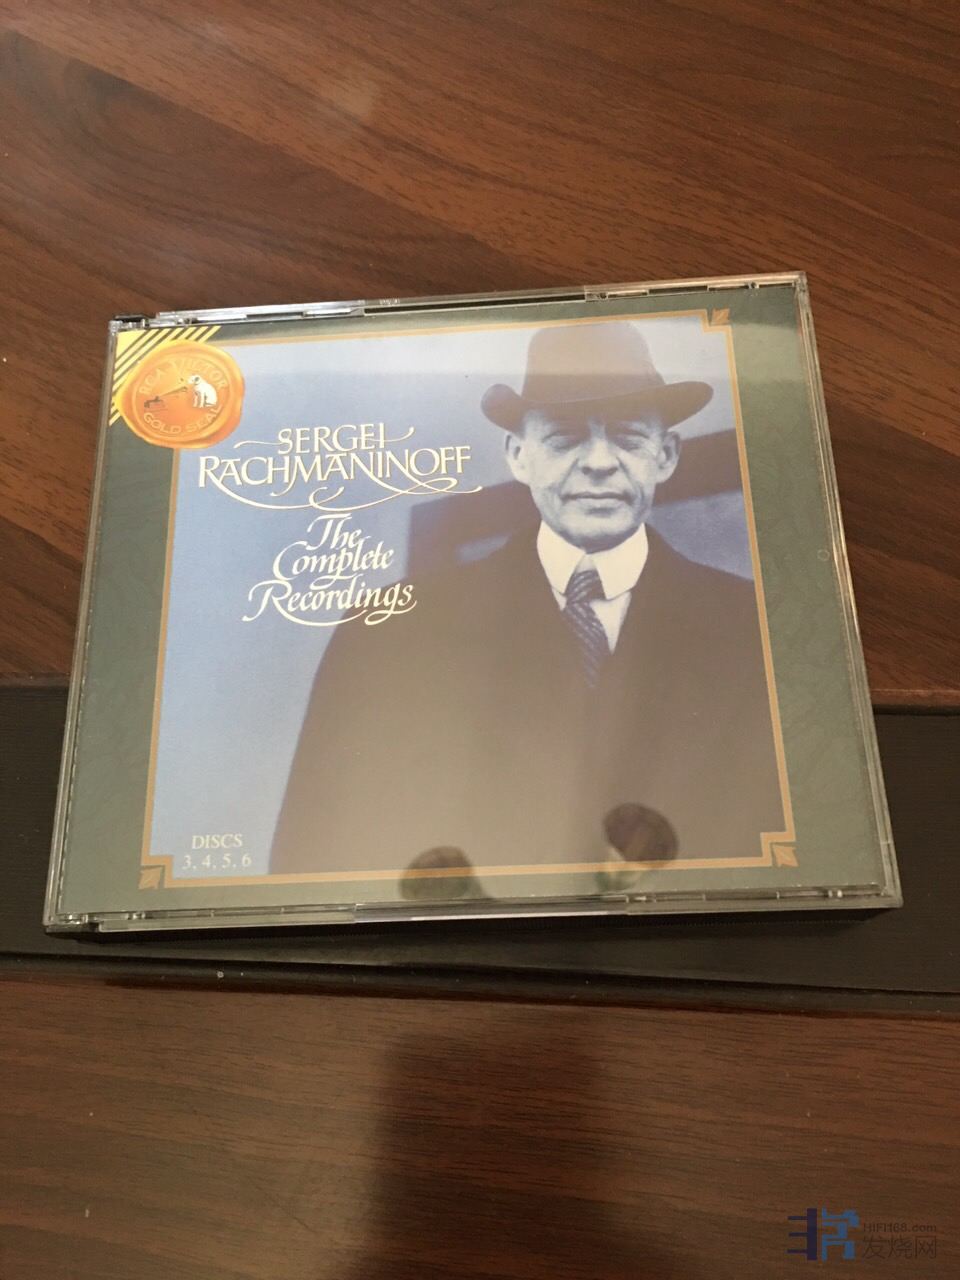 RCA VICTOR
GOLD SEAL
SERGEI
RACHMANINOFF
The
Complete
Recordings
DISCS
3, 4, 5, 6
HIFI168.com
发烧网